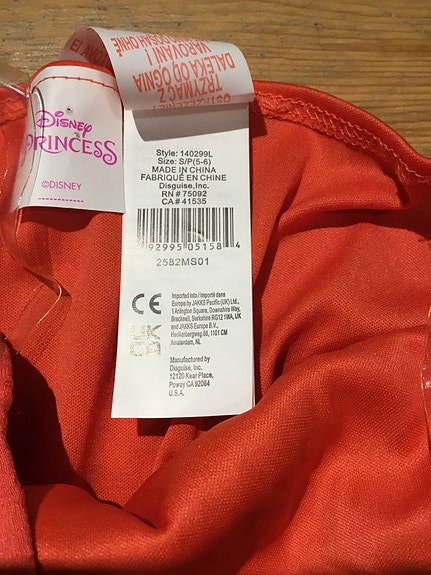 TRZYMAĆ Z
DALEKA OD OGNIA
VAROVÁNÍ !
Disney
PRINCESS
©DISNEY
Style: 140299L
Size: S/P(5-6)
MADE IN CHINA
FABRIQUÉ EN CHINE
Disguise, Inc.
RN # 75092
CA # 41535
92995 05158 4
2582MS01
CE
UK CA
Imported into/Importé dans
Europe by JAKKS Pacific (UK) Ltd.,
1 Arlington Square, Downshire Way,
Bracknell, Berkshire RG12 1WA, UK
and JAKKS Europe B.V.,
Herikerbergweg 88, 1101 CM
Amsterdam, NL
Manufactured by
Disguise, Inc.
12120 Kear Place,
Poway CA 92064
U.S.A.